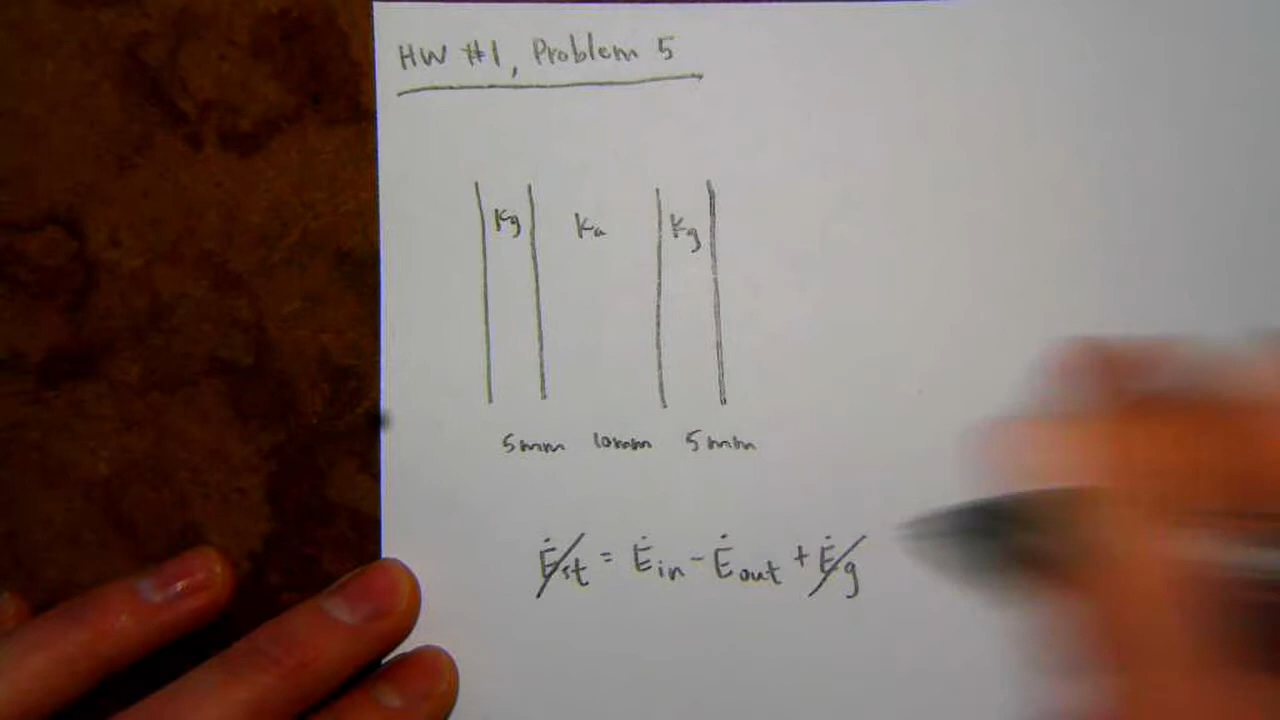 HW #1, Problem 5
Kg Ka Kg
5mm 10mm 5mm
Ėst = Ėin - Ėout + Ėg